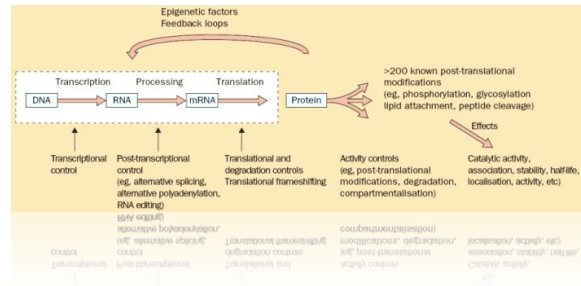 Epigenetic factors
Feedback loops
Transcription
Processing
Translation
DNA
RNA
mRNA
Protein
>200 known post-translational
modifications
(eg, phosphorylation, glycosylation
lipid attachment, peptide cleavage)
Effects
Transcriptional
control
Post-transcriptional
control
(eg, alternative splicing,
alternative polyadenylation,
RNA editing)
Translational and
degradation controls
Translational frameshifting
Activity controls
(eg, post-translational
modifications, degradation,
compartmentalisation)
Catalytic activity,
association, stability, half-life,
localisation, activity, etc)